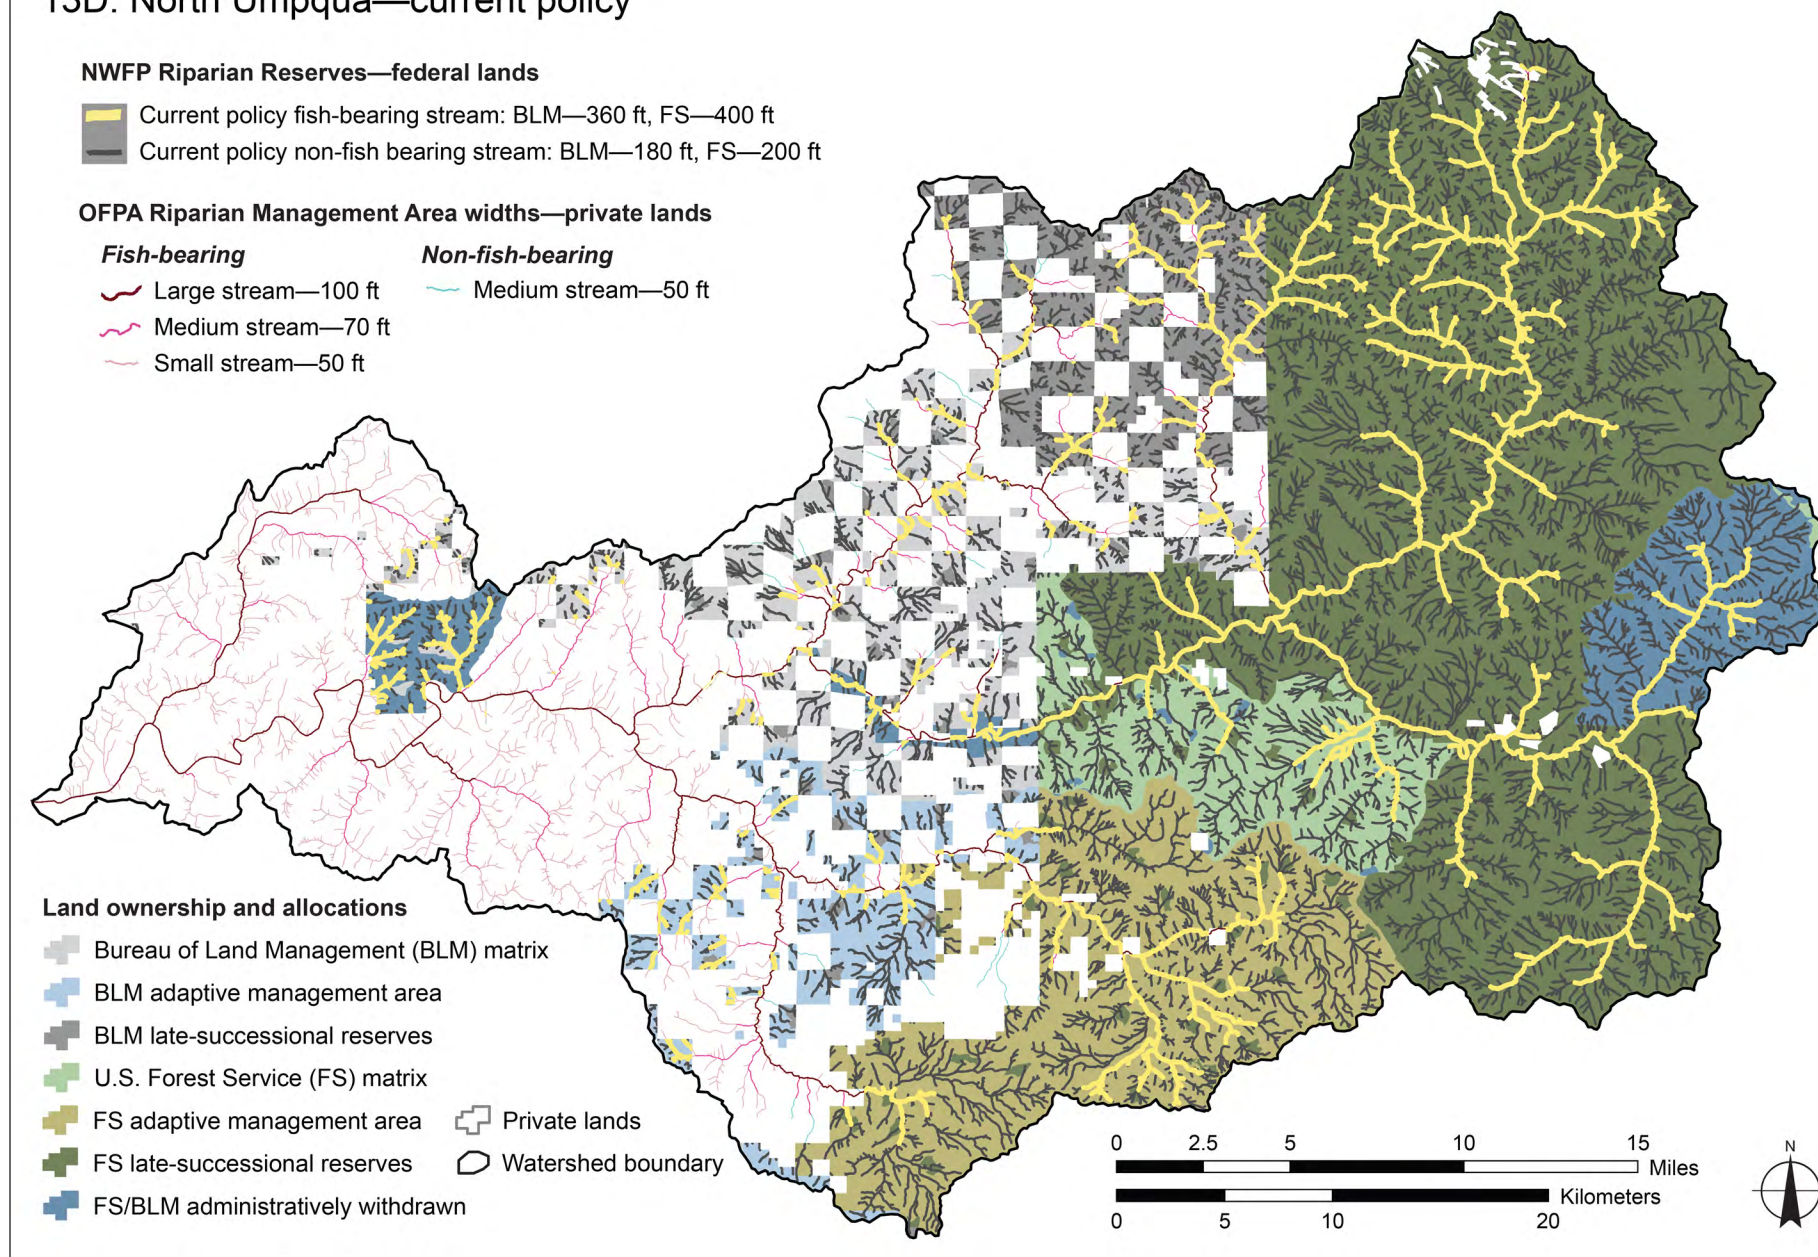 13D. North Umpqua—current policy
NWFP Riparian Reserves—federal lands
Current policy fish-bearing stream: BLM—360 ft, FS—400 ft
Current policy non-fish bearing stream: BLM—180 ft, FS—200 ft
OFPA Riparian Management Area widths—private lands
Fish-bearing
Non-fish-bearing
Large stream—100 ft
Medium stream—50 ft
Medium stream—70 ft
Small stream—50 ft
Land ownership and allocations
Bureau of Land Management (BLM) matrix
BLM adaptive management area
BLM late-successional reserves
U.S. Forest Service (FS) matrix
FS adaptive management area
Private lands
FS late-successional reserves
Watershed boundary
FS/BLM administratively withdrawn
0 2.5 5 10 15
Miles
Kilometers
0 5 10 20
N